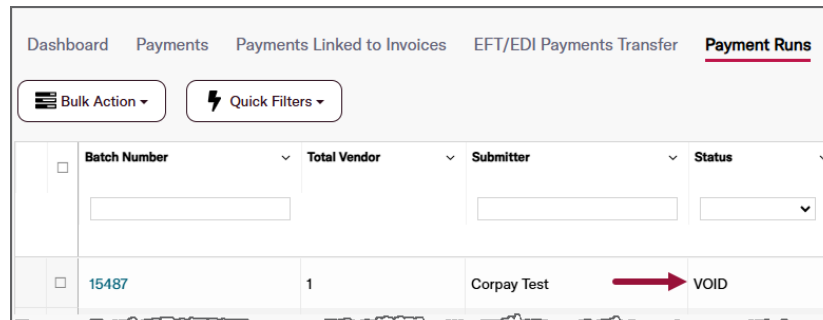 Dashboard Payments Payments Linked to Invoices EFT/EDI Payments Transfer Payment Runs
Bulk Action Quick Filters
Batch Number Total Vendor Submitter Status
15487 1 Corpay Test VOID